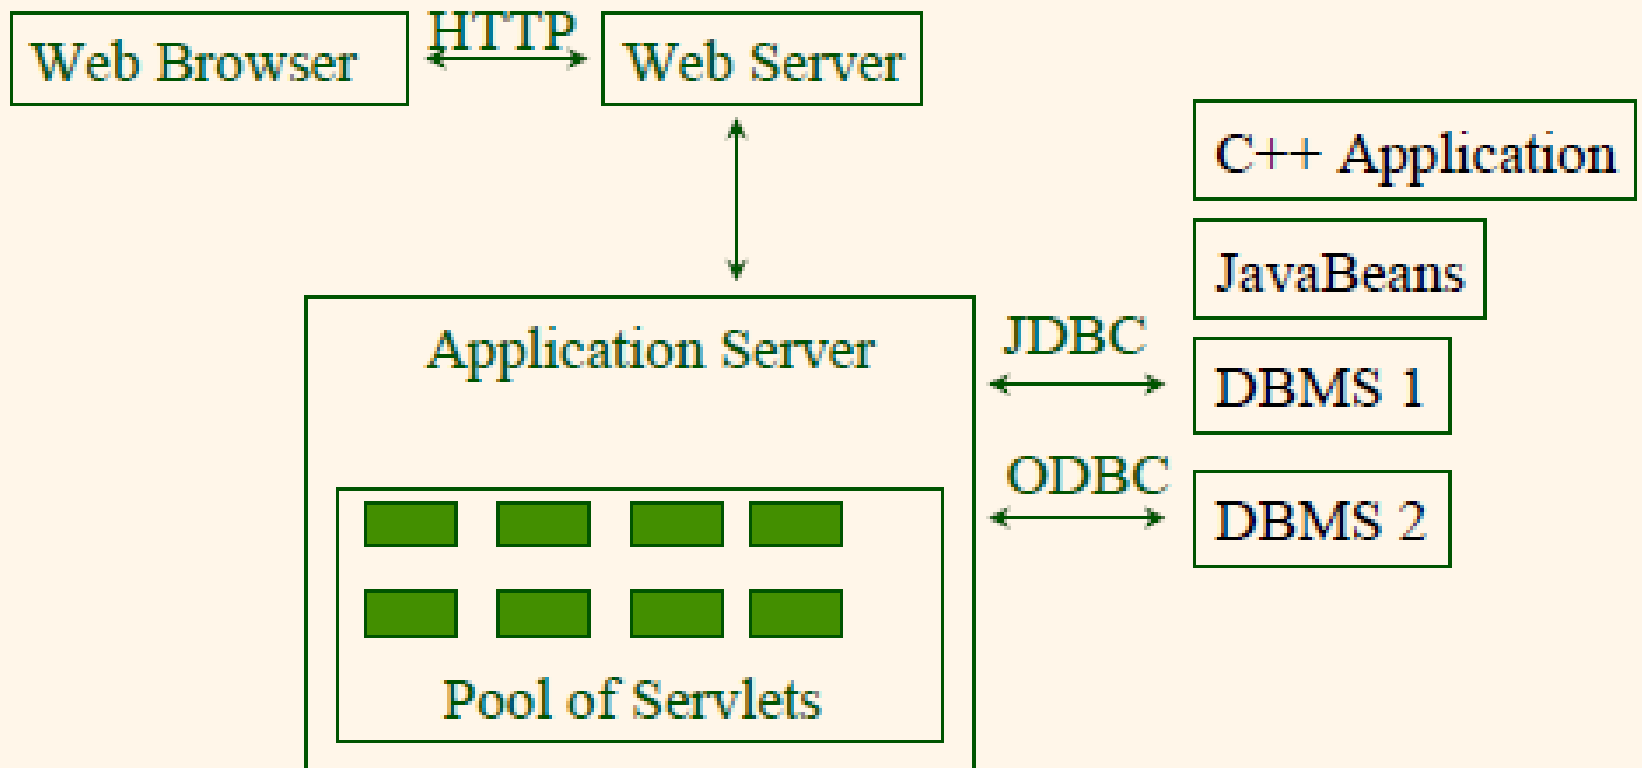 Web Browser
HTTP
Web Server
C++ Application
JavaBeans
Application Server
JDBC
DBMS 1
ODBC
DBMS 2
Pool of Servlets